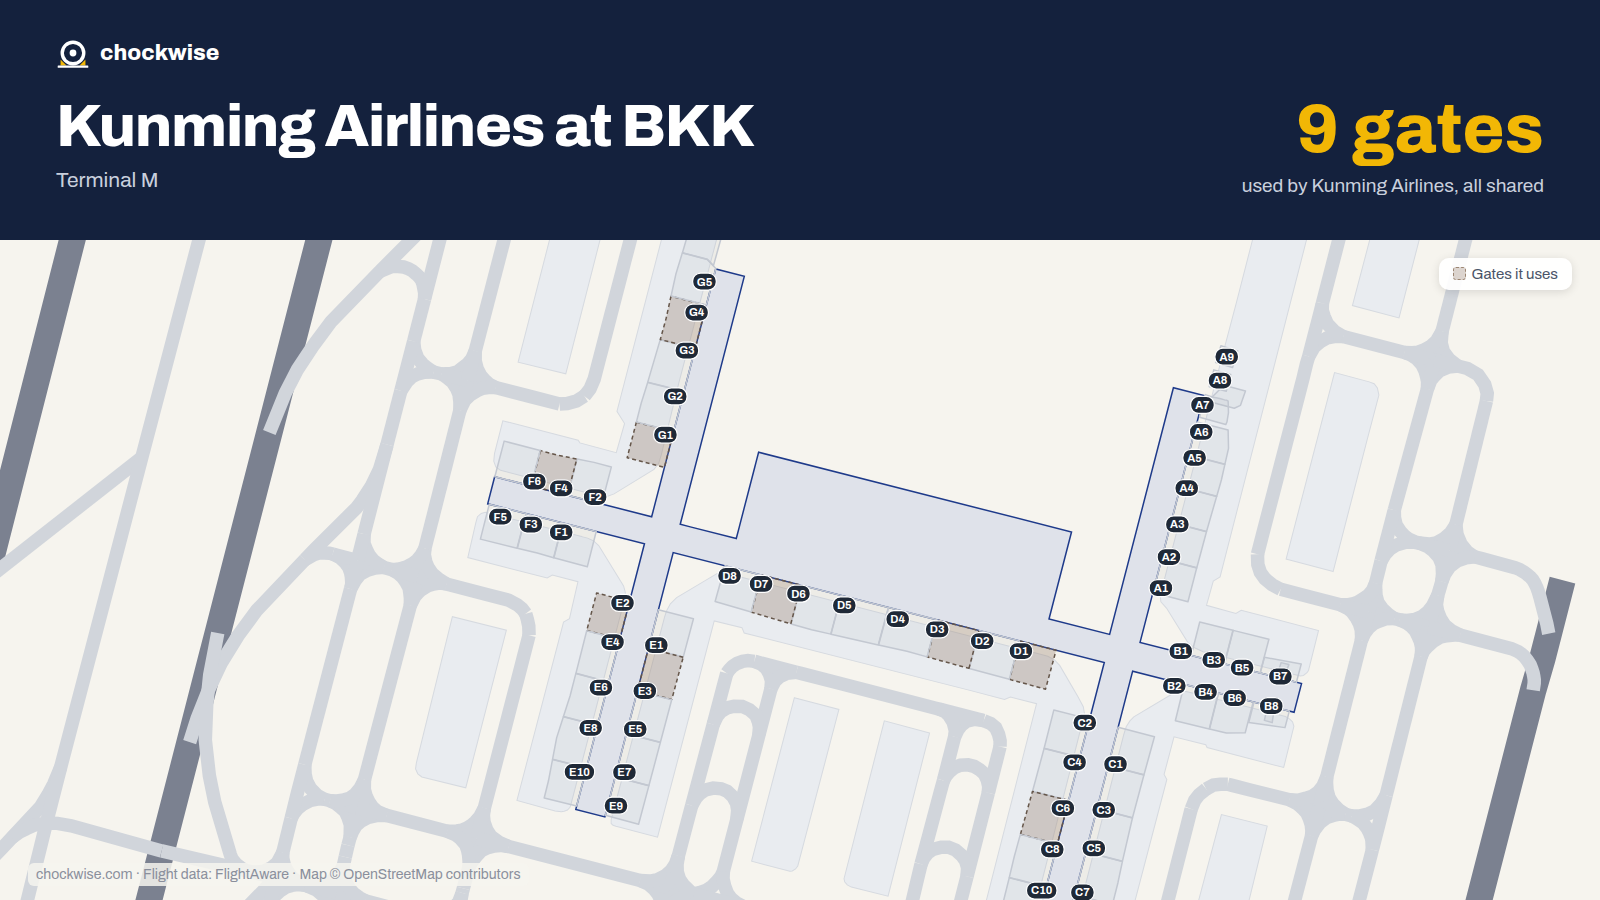 chockwise
Kunming Airlines at BKK
Terminal M
9 gates
used by Kunming Airlines, all shared
Gates it uses
G5
G4
G3
G2
G1
F6
F4
F2
F5
F3
F1
E2
E4
E1
E6
E3
E8
E5
E10
E7
E9
D8
D7
D6
D5
D4
D3
D2
D1
A9
A8
A7
A6
A5
A4
A3
A2
A1
B1
B3
B5
B7
B2
B4
B6
B8
C2
C4
C1
C6
C3
C8
C5
C10
C7
chockwise.com · Flight data: FlightAware · Map © OpenStreetMap contributors